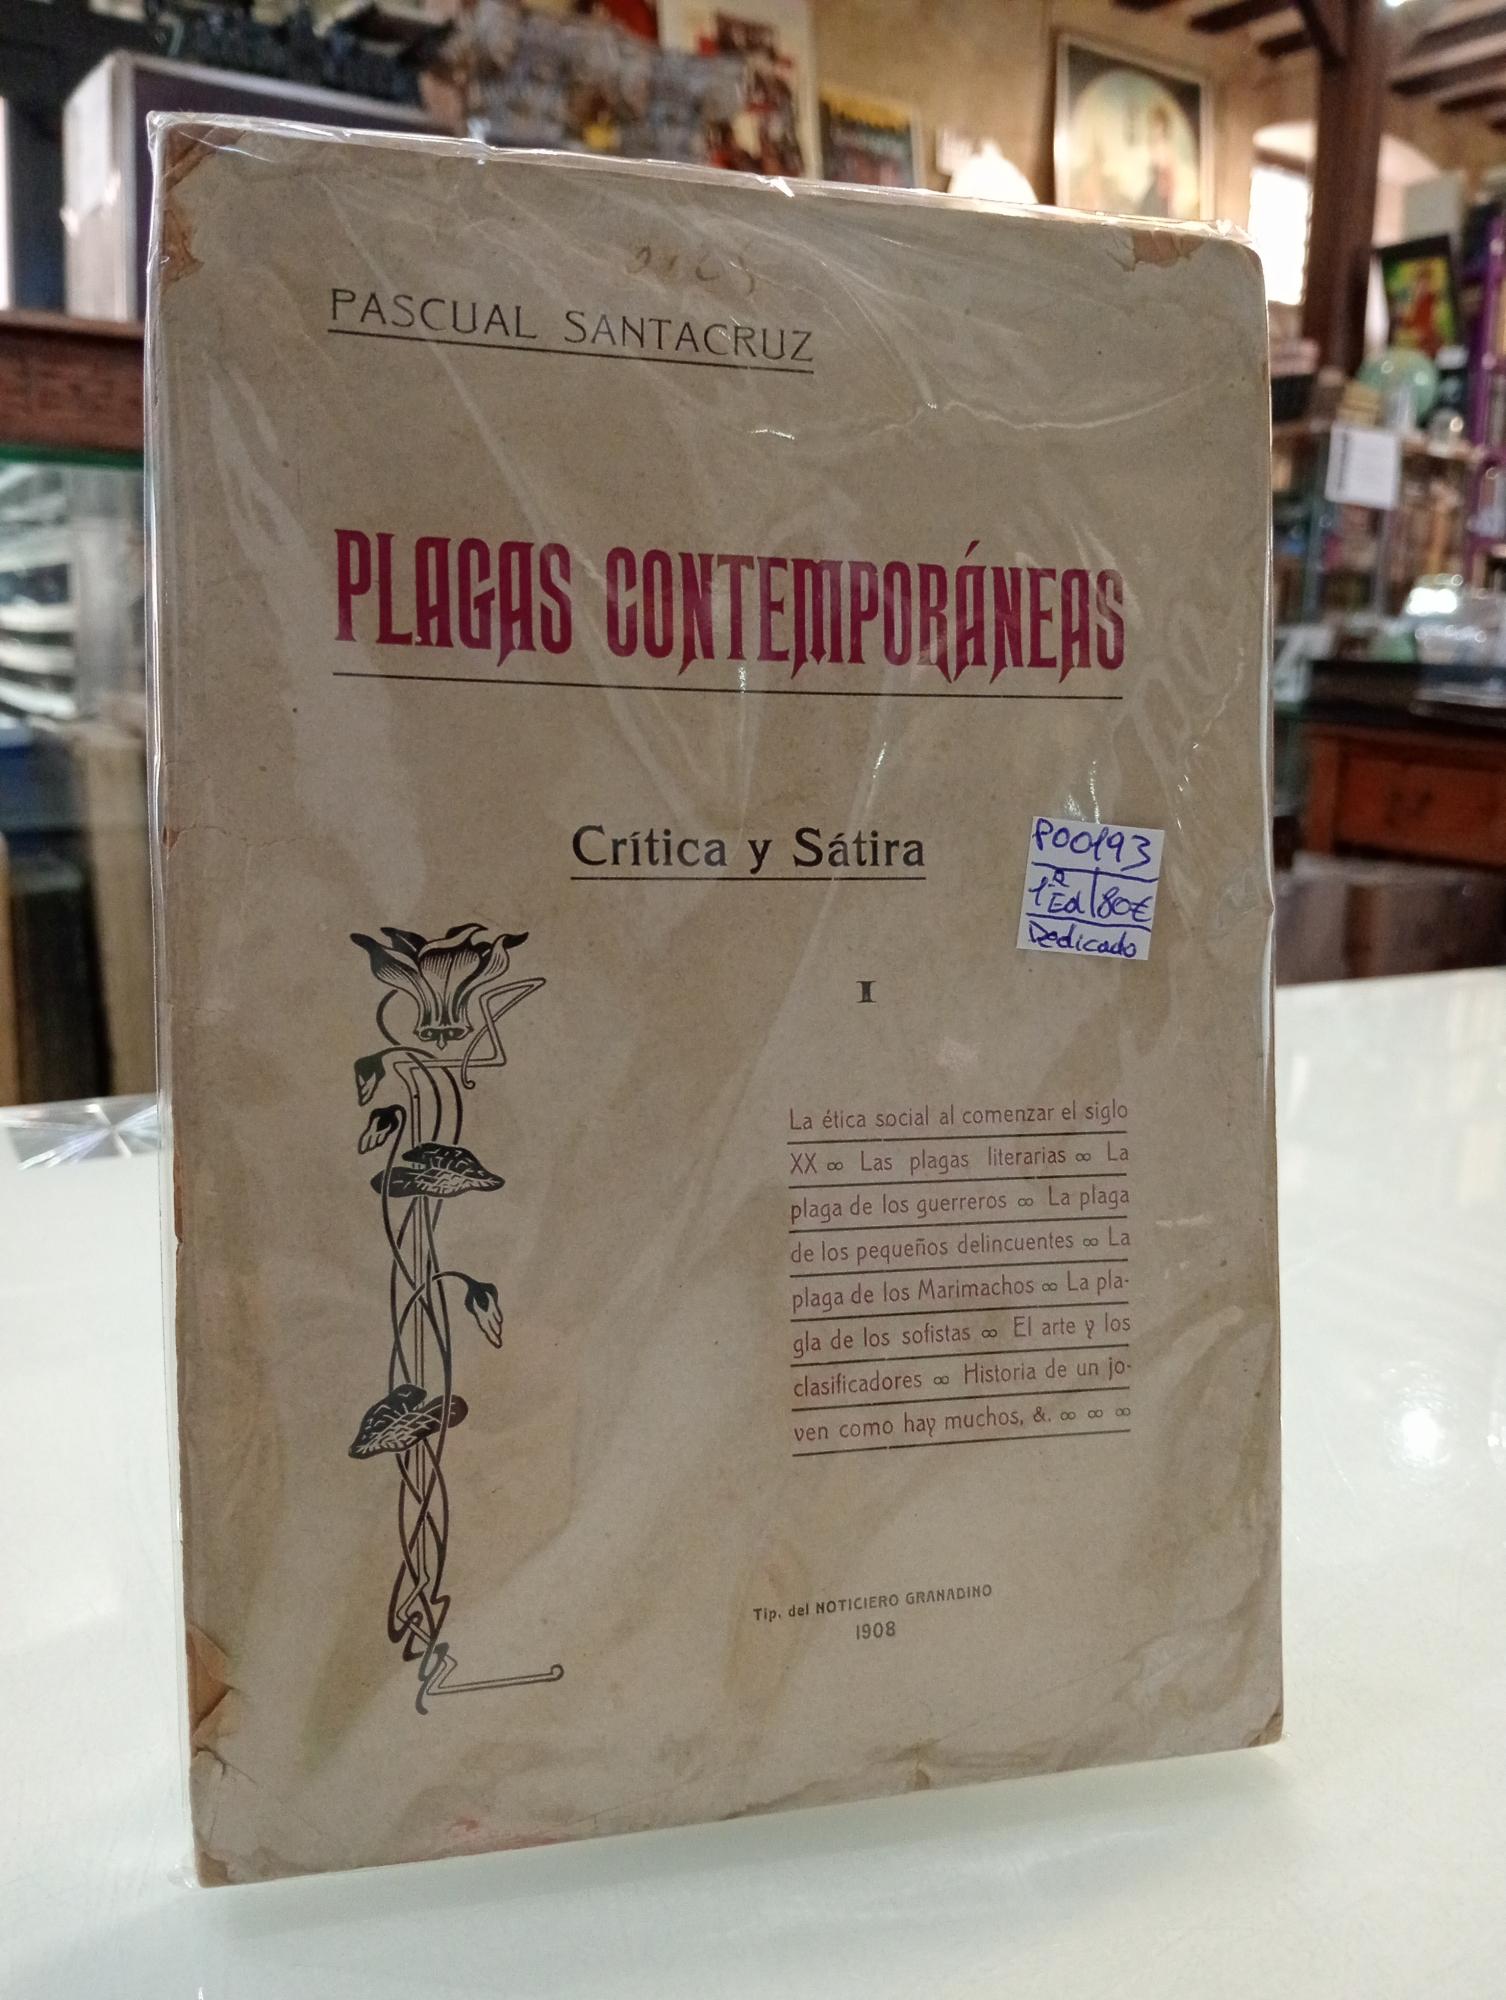 PASCUAL SANTACRUZ
PLAGAS CONTEMPORÁNEAS
Crítica y Sátira
P00193
1ª Ed 80€
Dedicado
I
La ética social al comenzar el siglo
XX ∞ Las plagas literarias ∞ La
plaga de los guerreros ∞ La plaga
de los pequeños delincuentes ∞ La
plaga de los Marimachos ∞ La pla-
gla de los sofistas ∞ El arte y los
clasificadores ∞ Historia de un jo-
ven como hay muchos, &. ∞ ∞ ∞
Tip. del NOTICIERO GRANADINO
1908